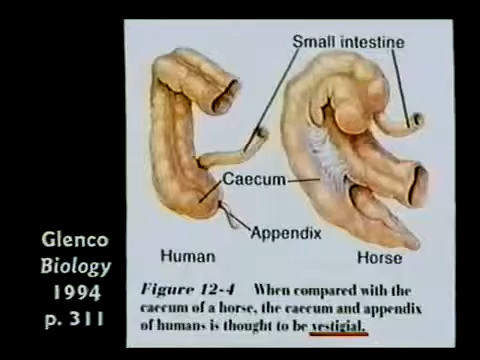 Small intestine
Caecum
Appendix
Human
Horse
Glenco
Biology
1994
p. 311
Figure 12-4 When compared with the
caecum of a horse, the caecum and appendix
of humans is thought to be vestigial.